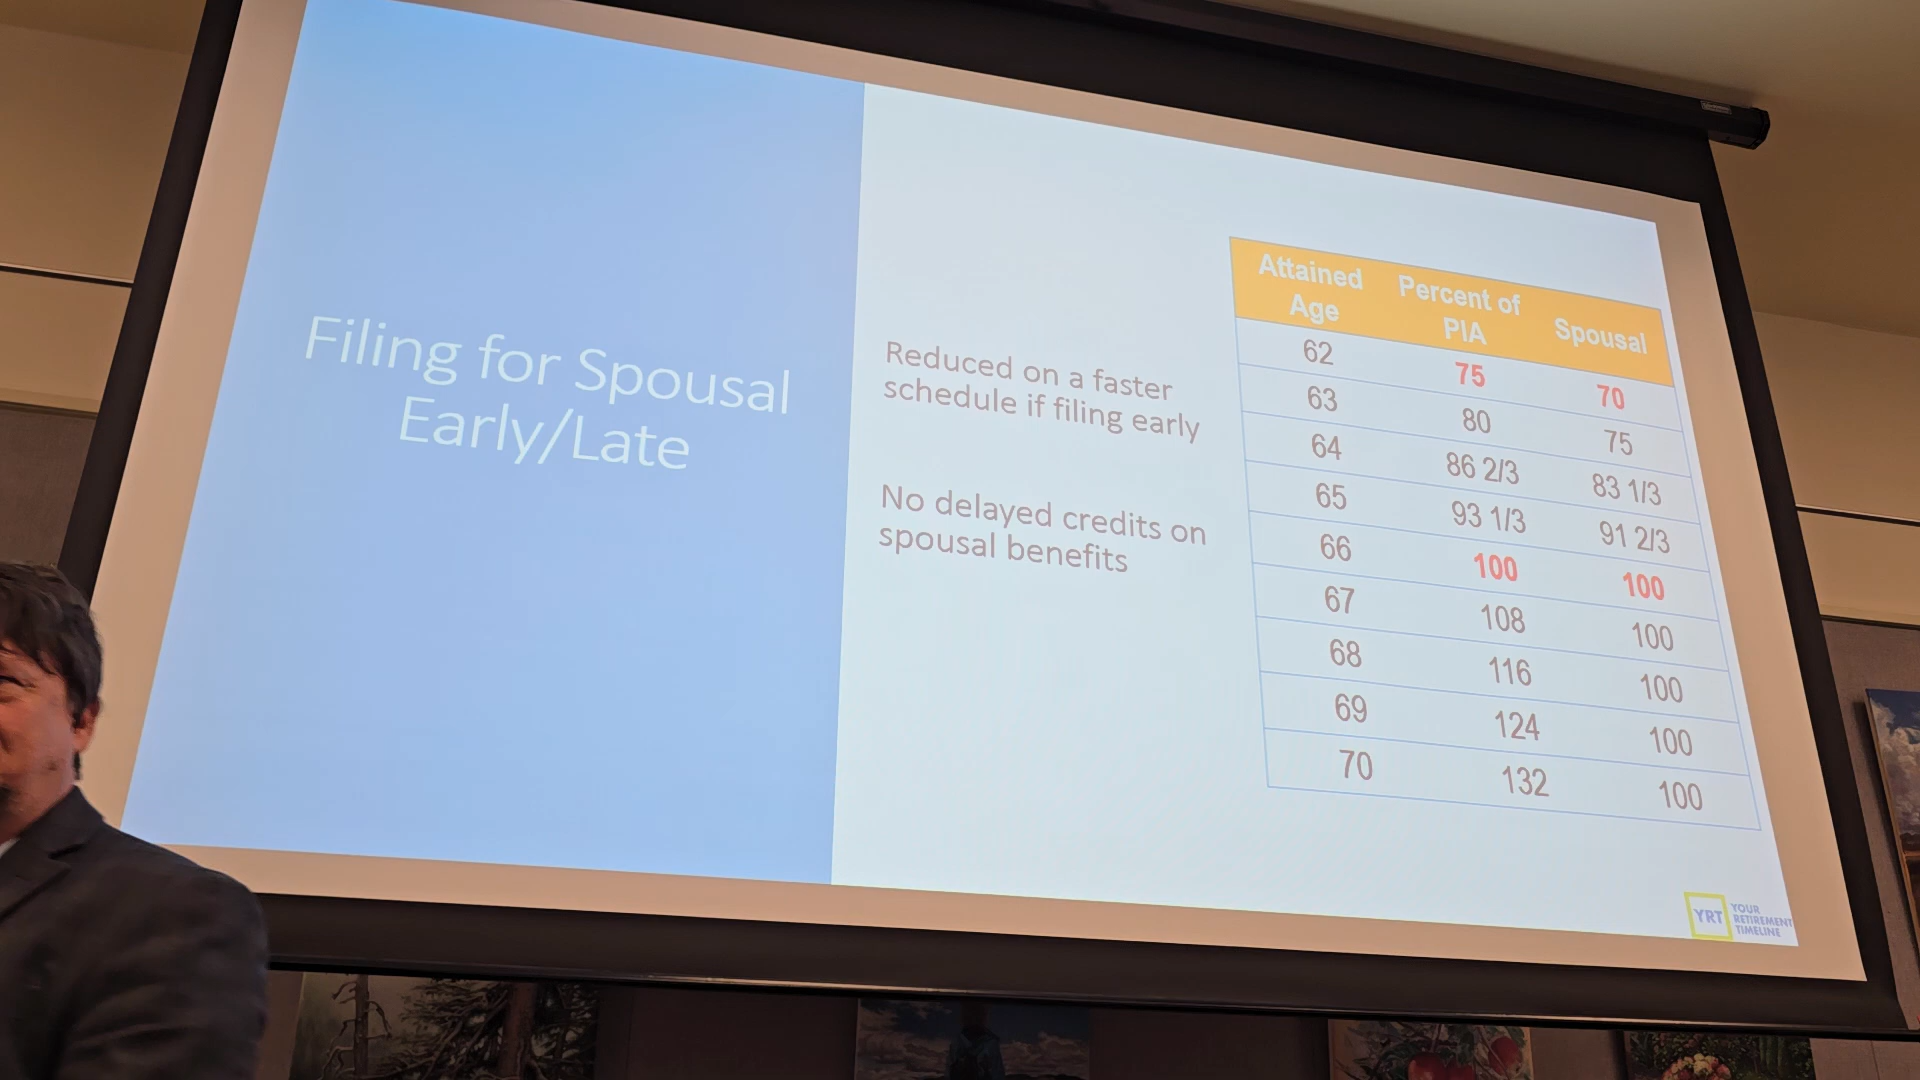 Filing for Spousal
Early/Late
Reduced on a faster
schedule if filing early
No delayed credits on
spousal benefits
Attained Age Percent of PIA Spousal
62 75 70
63 80 75
64 86 2/3 83 1/3
65 93 1/3 91 2/3
66 100 100
67 108 100
68 116 100
69 124 100
70 132 100
YRT YOUR
RETIREMENT
TIMELINE